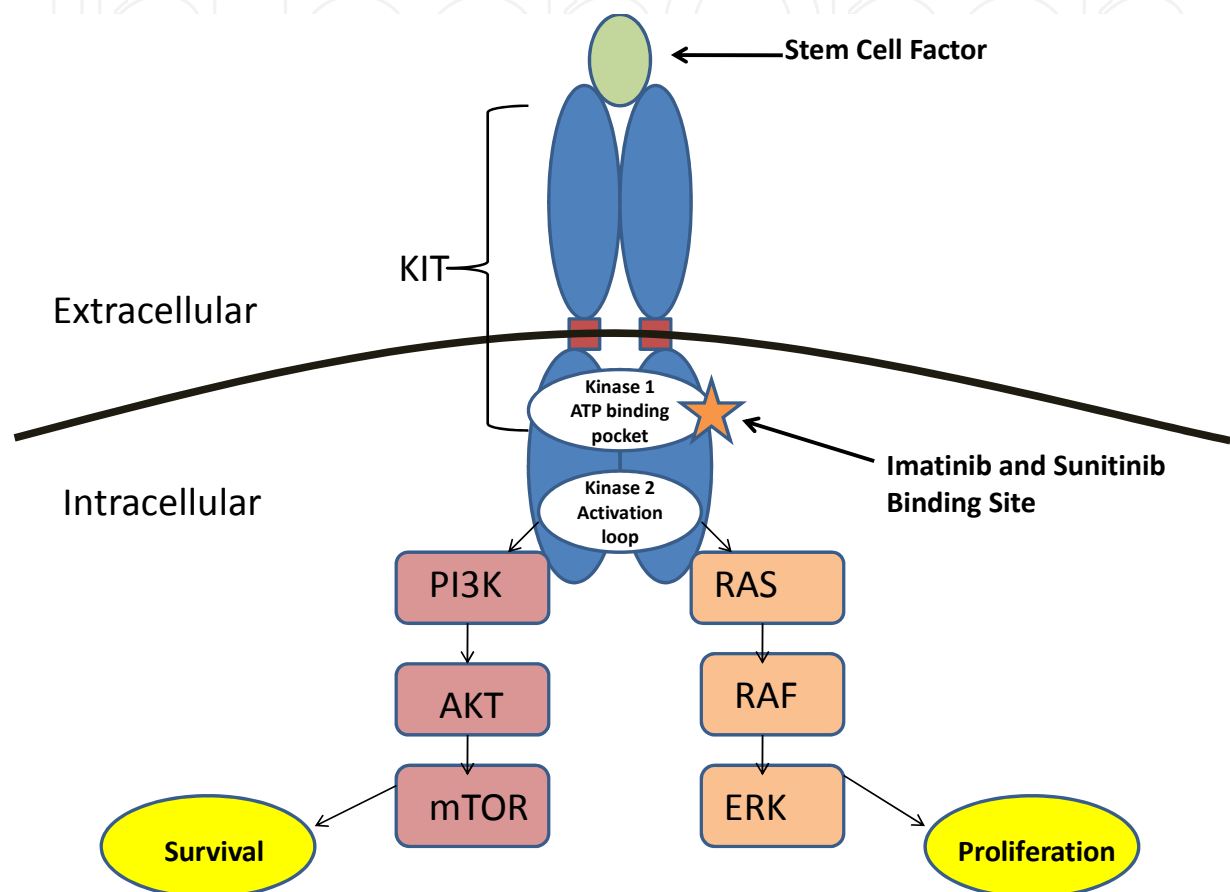 Stem Cell Factor
KIT
Extracellular
Kinase 1
ATP binding
pocket
Imatinib and Sunitinib
Binding Site
Intracellular
Kinase 2
Activation
loop
PI3K
RAS
AKT
RAF
mTOR
ERK
Survival
Proliferation